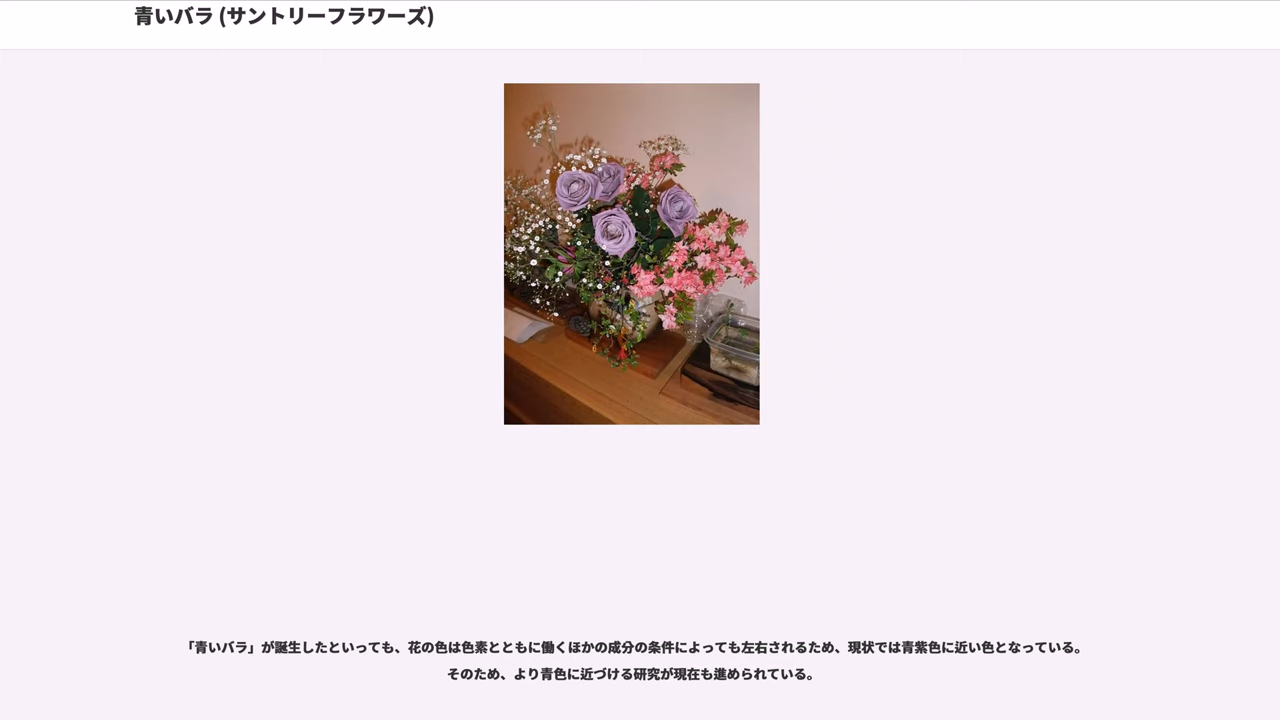 青いバラ (サントリーフラワーズ)
「青いバラ」が誕生したといっても、花の色は色素とともに働くほかの成分の条件によっても左右されるため、現状では青紫色に近い色となっている。
そのため、より青色に近づける研究が現在も進められている。